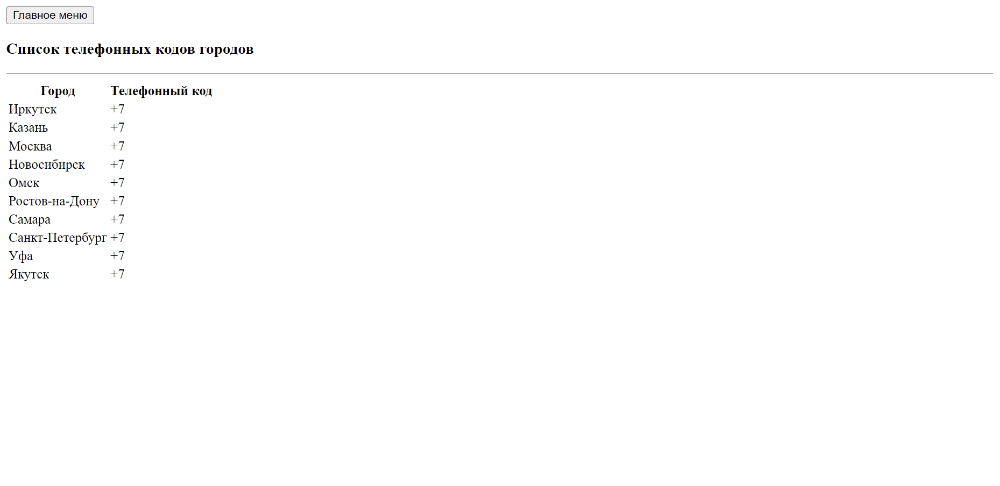 Главное меню
Список телефонных кодов городов
Город Телефонный код
Иркутск +7
Казань +7
Москва +7
Новосибирск +7
Омск +7
Ростов-на-Дону +7
Самара +7
Санкт-Петербург +7
Уфа +7
Якутск +7